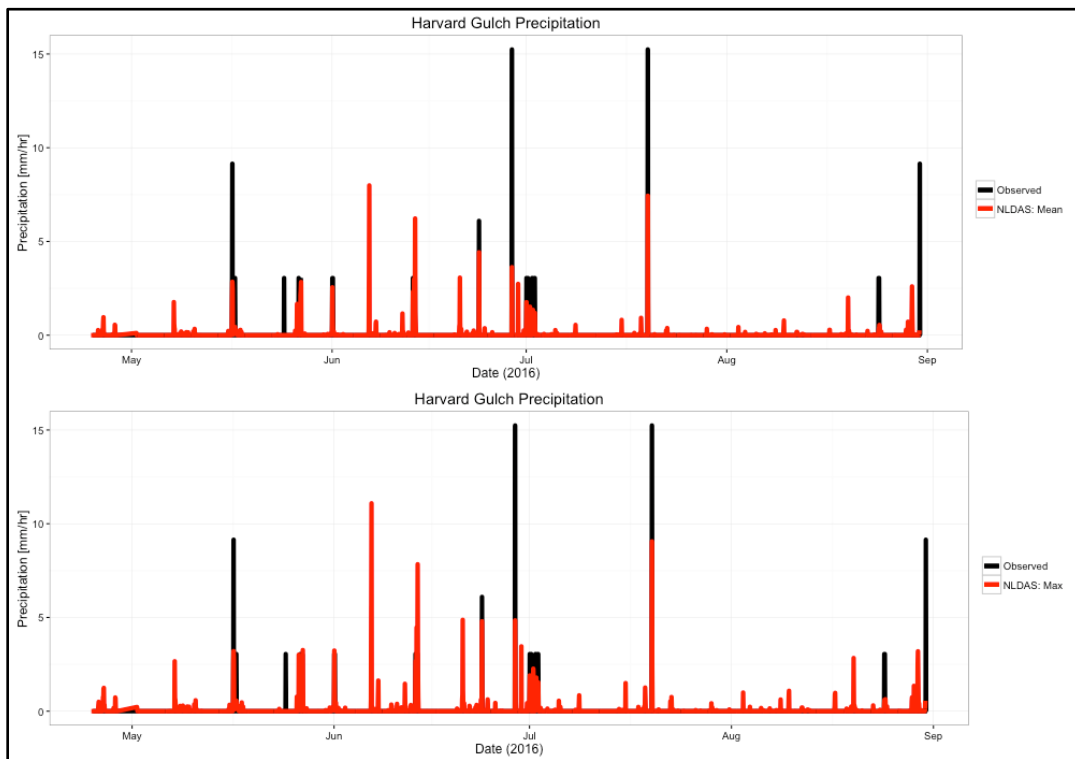 Harvard Gulch Precipitation
15
10
5
0
Precipitation [mm/hr]
May
Jun
Jul
Aug
Sep
Date (2016)
Observed
NLDAS: Mean
Harvard Gulch Precipitation
15
10
5
0
Precipitation [mm/hr]
May
Jun
Jul
Aug
Sep
Date (2016)
Observed
NLDAS: Max